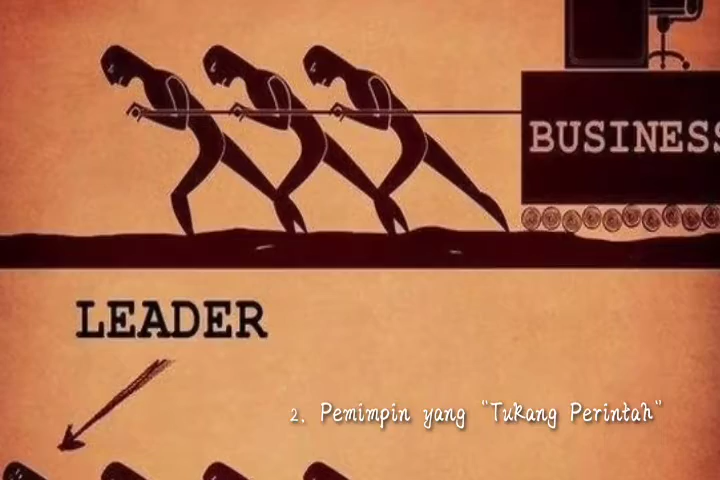 BUSINESS
LEADER
2. Pemimpin yang "Tukang Perintah"